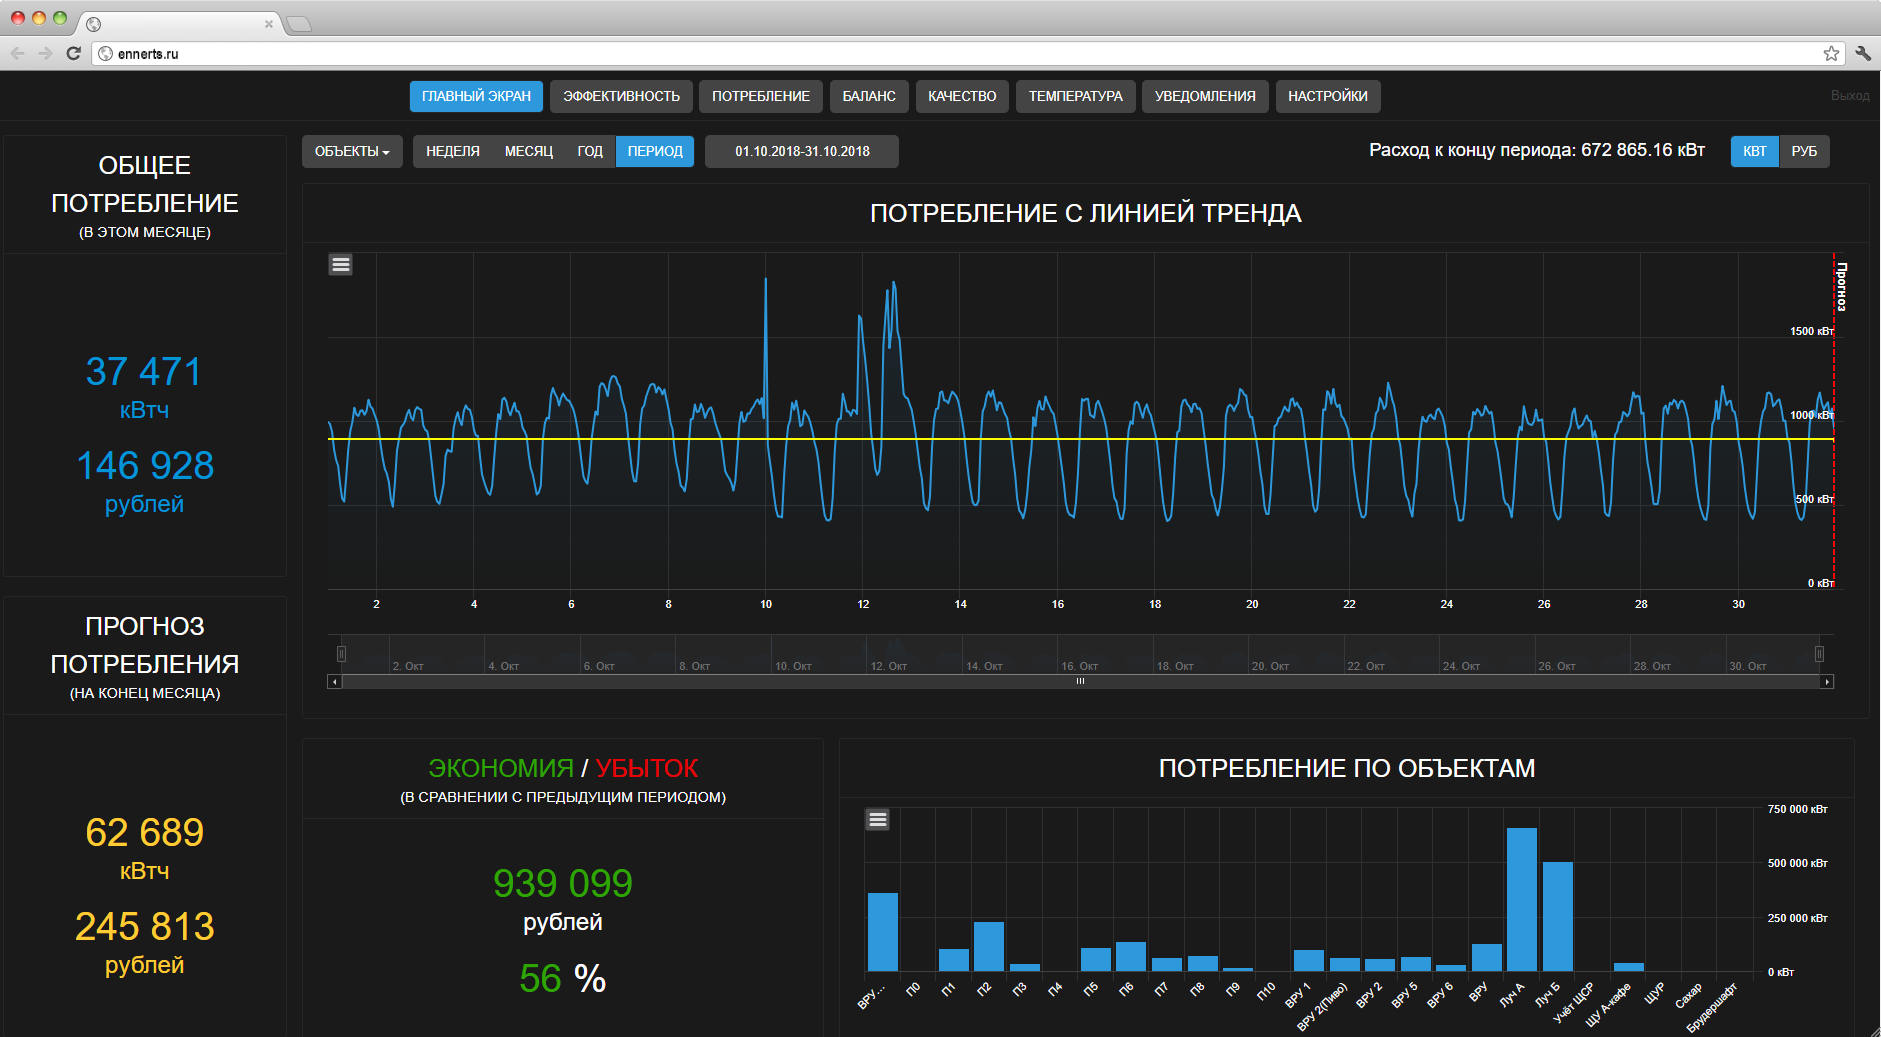 ennerts.ru
ГЛАВНЫЙ ЭКРАН ЭФФЕКТИВНОСТЬ ПОТРЕБЛЕНИЕ БАЛАНС КАЧЕСТВО ТЕМПЕРАТУРА УВЕДОМЛЕНИЯ НАСТРОЙКИ Выход
ОБЩЕЕ
ПОТРЕБЛЕНИЕ
(В ЭТОМ МЕСЯЦЕ)
37 471
кВтч
146 928
рублей
ПРОГНОЗ
ПОТРЕБЛЕНИЯ
(НА КОНЕЦ МЕСЯЦА)
62 689
кВтч
245 813
рублей
ОБЪЕКТЫ НЕДЕЛЯ МЕСЯЦ ГОД ПЕРИОД 01.10.2018-31.10.2018 Расход к концу периода: 672 865.16 кВт КВТ РУБ
ПОТРЕБЛЕНИЕ С ЛИНИЕЙ ТРЕНДА
Прогноз
1500 кВт
1000 кВт
500 кВт
0 кВт
2 4 6 8 10 12 14 16 18 20 22 24 26 28 30
2. Окт 4. Окт 6. Окт 8. Окт 10. Окт 12. Окт 14. Окт 16. Окт 18. Окт 20. Окт 22. Окт 24. Окт 26. Окт 28. Окт 30. Окт
ЭКОНОМИЯ / УБЫТОК
(В СРАВНЕНИИ С ПРЕДЫДУЩИМ ПЕРИОДОМ)
939 099
рублей
56 %
ПОТРЕБЛЕНИЕ ПО ОБЪЕКТАМ
750 000 кВт
500 000 кВт
250 000 кВт
0 кВт
ВРУ... П0 П1 П2 П3 П4 П5 П6 П7 П8 П9 П10 ВРУ 1 ВРУ 2(Пиво) ВРУ 2 ВРУ 5 ВРУ 6 ВРУ Луч А Луч Б Учёт ЩСР ЩУ А-кафе ЩУР Сахар Брудершафт